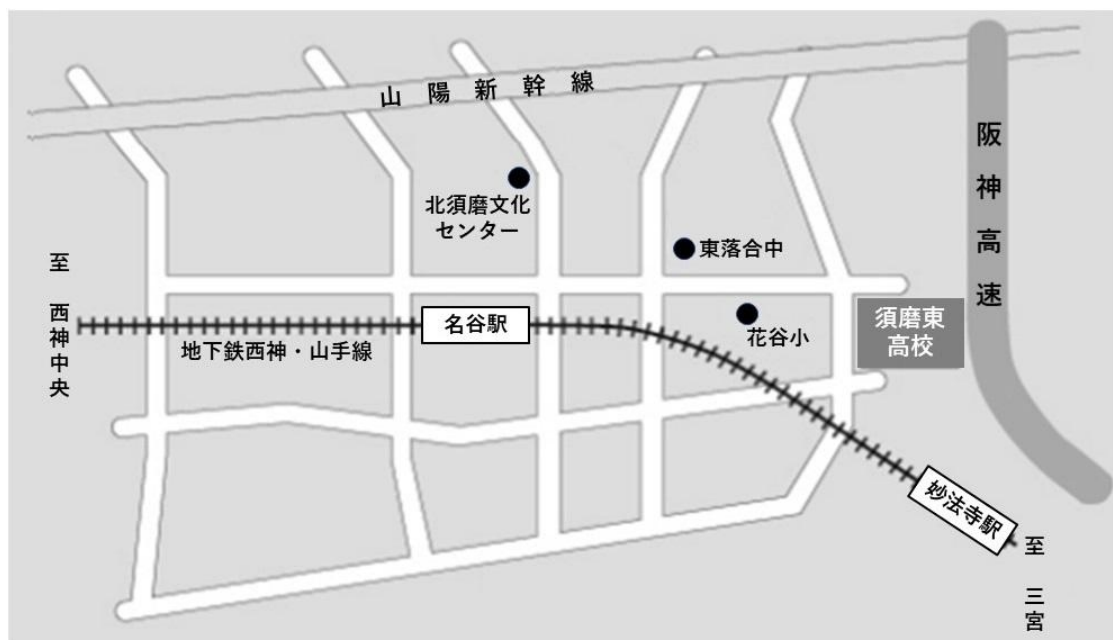 山陽新幹線
阪神高速
北須磨文化
センター
東落合中
至 西神中央
名谷駅
花谷小
須磨東
高校
地下鉄西神・山手線
妙法寺駅
至 三宮